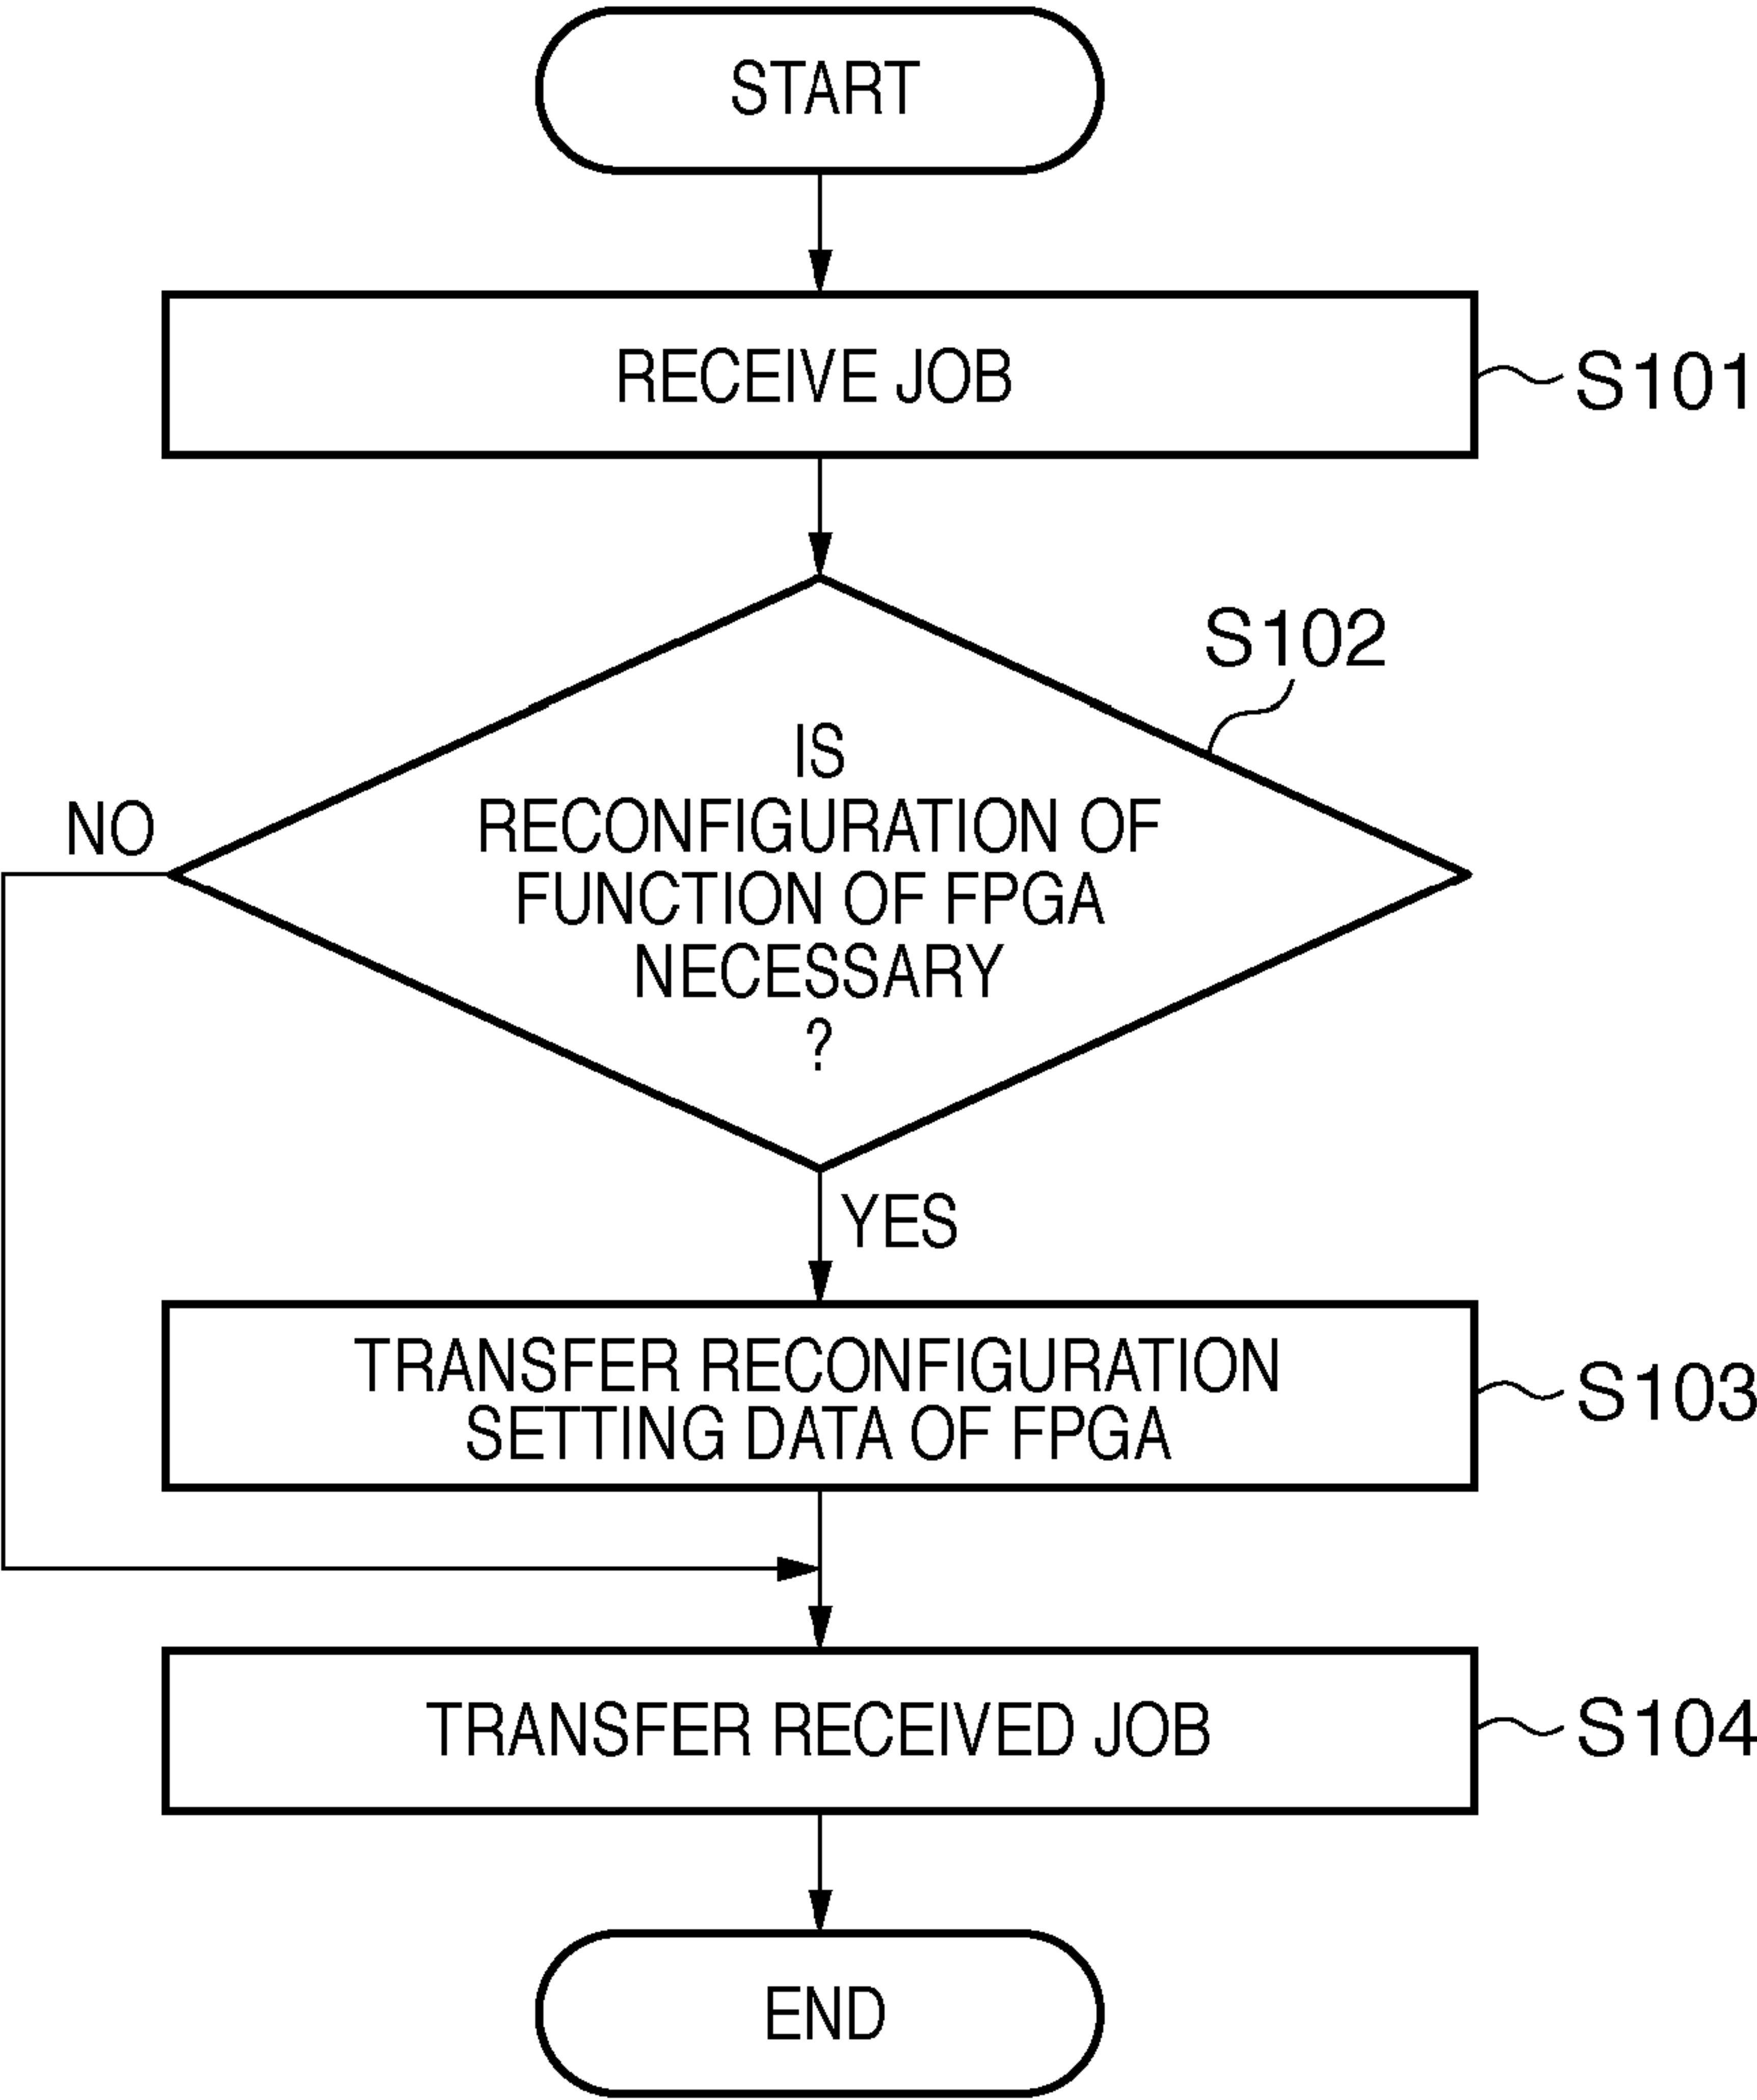 START
RECEIVE JOB
S101
S102
IS
RECONFIGURATION OF
FUNCTION OF FPGA
NECESSARY
?
NO
YES
TRANSFER RECONFIGURATION
SETTING DATA OF FPGA
S103
TRANSFER RECEIVED JOB
S104
END